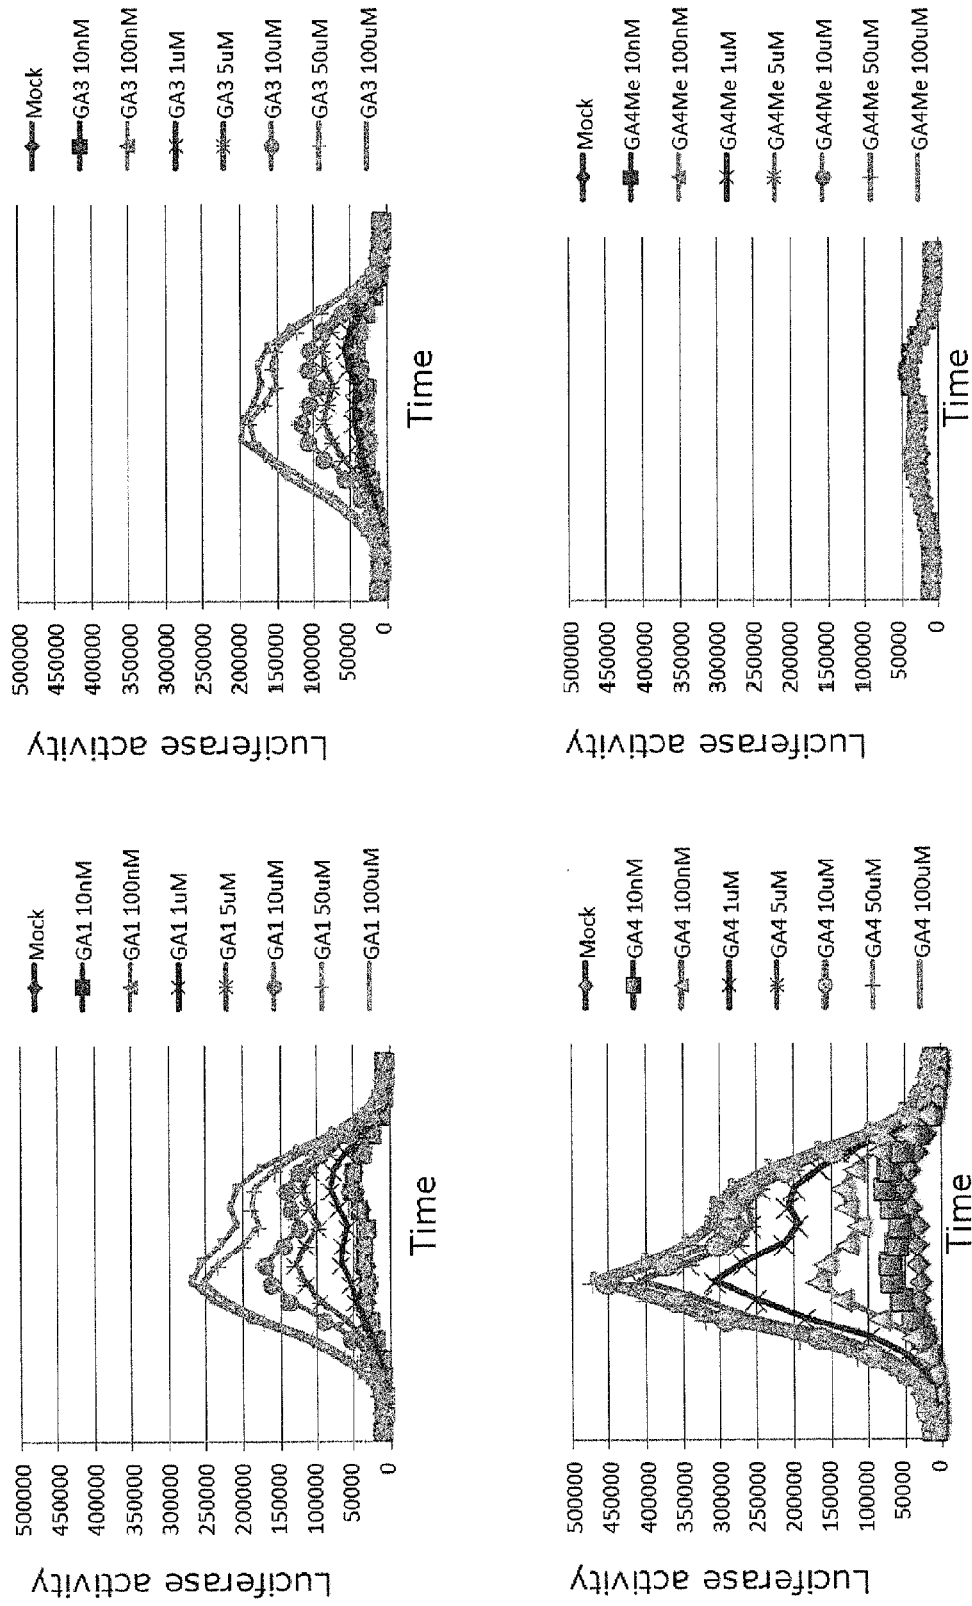 Luciferase activity
500000
450000
400000
350000
300000
250000
200000
150000
100000
50000
0
Time
Mock
GA1 10nM
GA1 100nM
GA1 1uM
GA1 5uM
GA1 10uM
GA1 50uM
GA1 100uM
Luciferase activity
500000
450000
400000
350000
300000
250000
200000
150000
100000
50000
0
Time
Mock
GA3 10nM
GA3 100nM
GA3 1uM
GA3 5uM
GA3 10uM
GA3 50uM
GA3 100uM
Luciferase activity
500000
450000
400000
350000
300000
250000
200000
150000
100000
50000
0
Time
Mock
GA4 10nM
GA4 100nM
GA4 1uM
GA4 5uM
GA4 10uM
GA4 50uM
GA4 100uM
Luciferase activity
500000
450000
400000
350000
300000
250000
200000
150000
100000
50000
0
Time
Mock
GA4Me 10nM
GA4Me 100nM
GA4Me 1uM
GA4Me 5uM
GA4Me 10uM
GA4Me 50uM
GA4Me 100uM